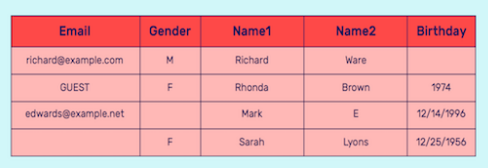 Email Gender Name1 Name2 Birthday
richard@example.com M Richard Ware
GUEST F Rhonda Brown 1974
edwards@example.net Mark E 12/14/1996
F Sarah Lyons 12/25/1956